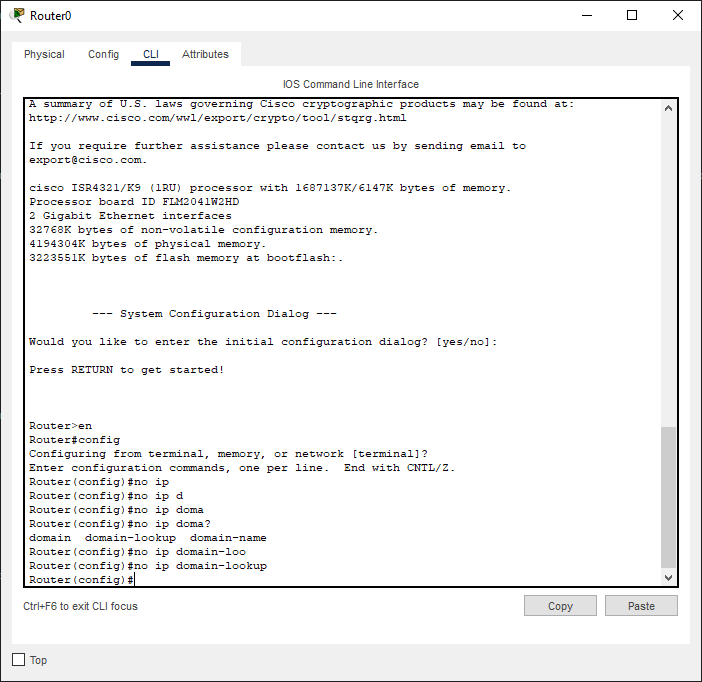 Router0
Physical Config CLI Attributes
IOS Command Line Interface
A summary of U.S. laws governing Cisco cryptographic products may be found at:
http://www.cisco.com/wwl/export/crypto/tool/stqrg.html
If you require further assistance please contact us by sending email to
export@cisco.com.
cisco ISR4321/K9 (1RU) processor with 1687137K/6147K bytes of memory.
Processor board ID FLM2041W2HD
2 Gigabit Ethernet interfaces
32768K bytes of non-volatile configuration memory.
4194304K bytes of physical memory.
3223551K bytes of flash memory at bootflash:.
--- System Configuration Dialog ---
Would you like to enter the initial configuration dialog? [yes/no]:
Press RETURN to get started!
Router>en
Router#config
Configuring from terminal, memory, or network [terminal]?
Enter configuration commands, one per line.  End with CNTL/Z.
Router(config)#no ip
Router(config)#no ip d
Router(config)#no ip doma
Router(config)#no ip doma?
domain  domain-lookup  domain-name
Router(config)#no ip domain-loo
Router(config)#no ip domain-lookup
Router(config)#
Ctrl+F6 to exit CLI focus
Copy Paste
Top